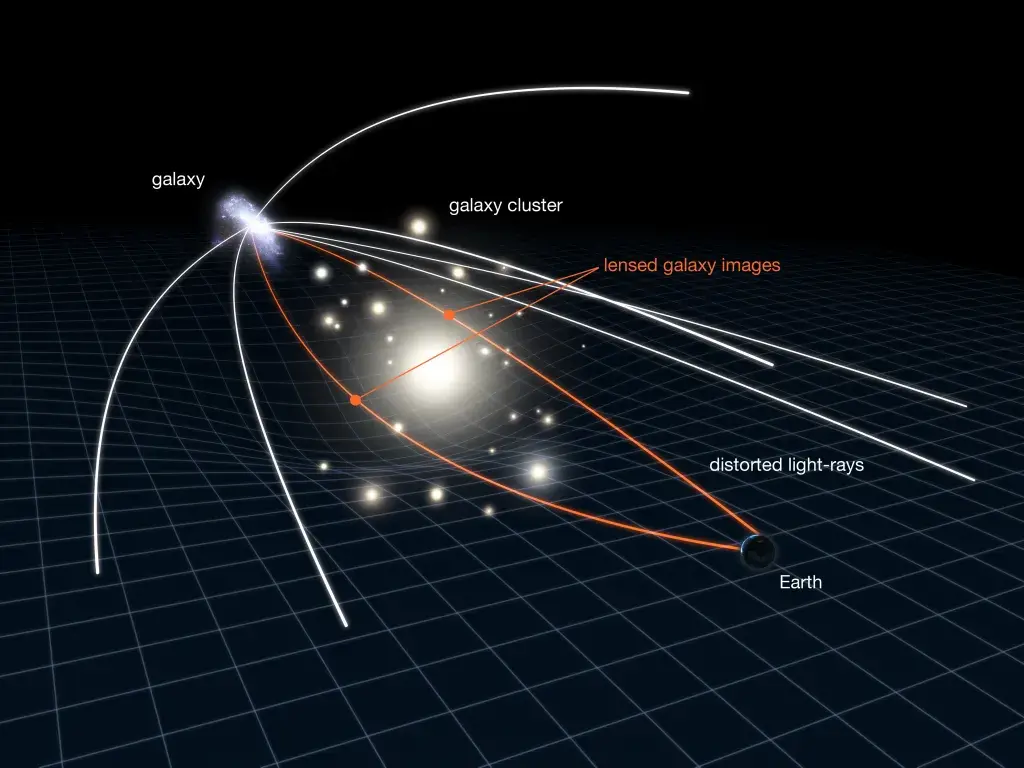 galaxy
galaxy cluster
lensed galaxy images
distorted light-rays
Earth